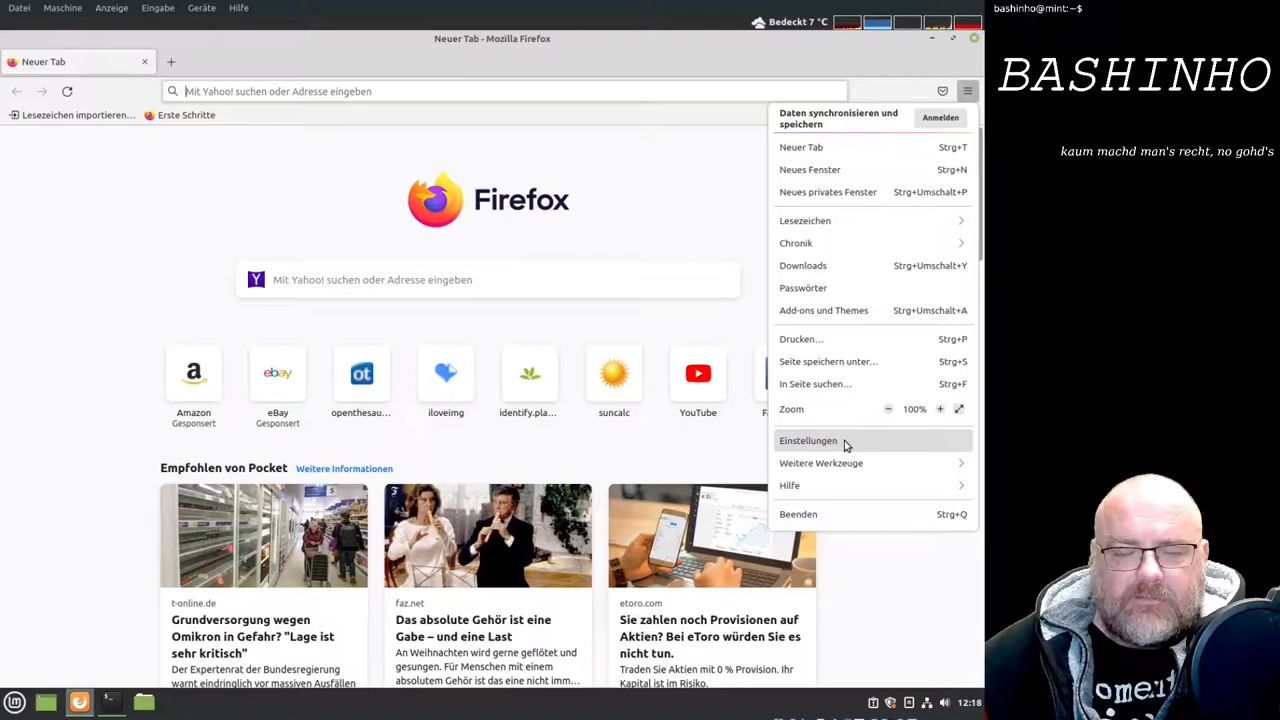 Datei Maschine Anzeige Eingabe Geräte Hilfe
bashinho@mint:~$
Bedeckt 7 °C
Neuer Tab - Mozilla Firefox
Neuer Tab
Mit Yahoo! suchen oder Adresse eingeben
Lesezeichen importieren... Erste Schritte
BASHINHO
kaum machd man's recht, no gohd's
Daten synchronisieren und
speichern
Anmelden
Neuer Tab Strg+T
Neues Fenster Strg+N
Neues privates Fenster Strg+Umschalt+P
Lesezeichen
Chronik
Downloads Strg+Umschalt+Y
Passwörter
Add-ons und Themes Strg+Umschalt+A
Drucken... Strg+P
Seite speichern unter... Strg+S
In Seite suchen... Strg+F
Zoom 100%
Einstellungen
Weitere Werkzeuge
Hilfe
Beenden Strg+Q
Firefox
Mit Yahoo! suchen oder Adresse eingeben
Amazon
Gesponsert
eBay
Gesponsert
openthesau...
iloveimg
identify.pla...
suncalc
YouTube
Empfohlen von Pocket Weitere Informationen
t-online.de
Grundversorgung wegen
Omikron in Gefahr? "Lage ist
sehr kritisch"
Der Expertenrat der Bundesregierung
warnt eindringlich vor massiven Ausfällen
faz.net
Das absolute Gehör ist eine
Gabe – und eine Last
An Weihnachten wird gerne geflötet und
gesungen. Für Menschen mit einem
absolutem Gehör ist das eine nicht imm...
etoro.com
Sie zahlen noch Provisionen auf
Aktien? Bei eToro würden Sie es
nicht tun.
Traden Sie Aktien mit 0 % Provision. Ihr
Kapital ist im Risiko.
12:18
moment